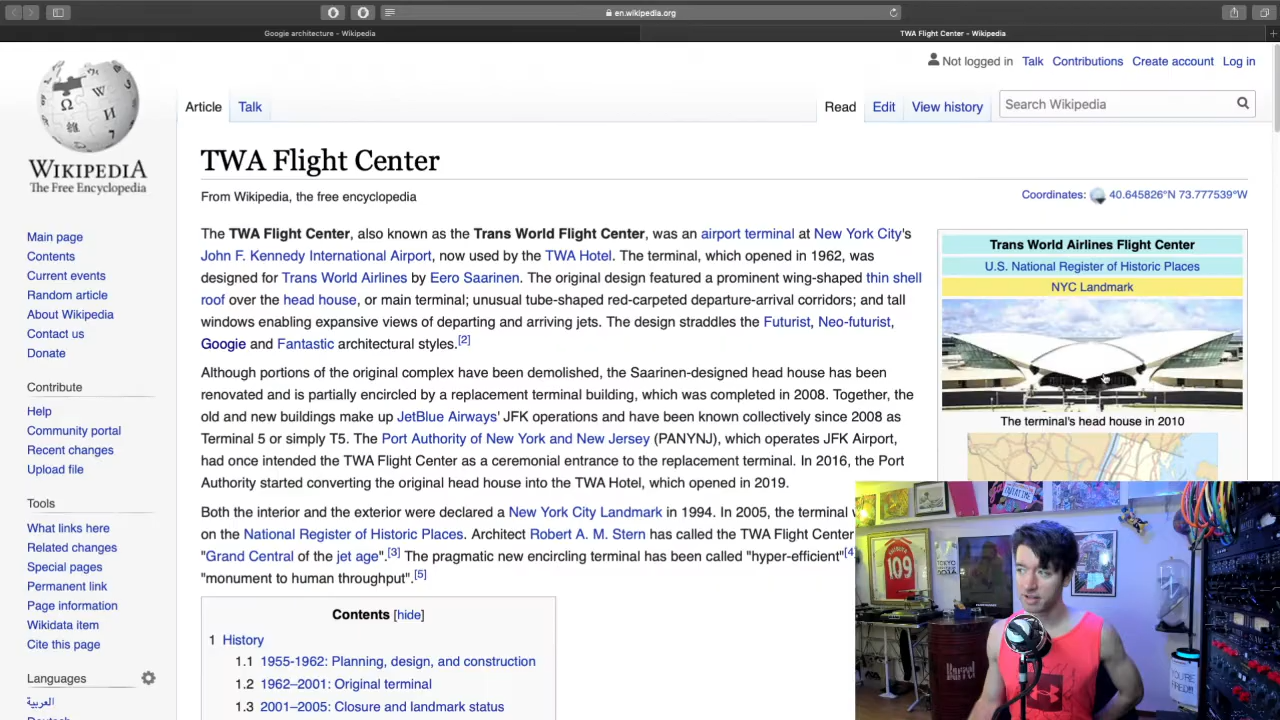 en.wikipedia.org
Googie architecture - Wikipedia
TWA Flight Center - Wikipedia
Not logged in Talk Contributions Create account Log in
Article Talk
Read Edit View history
Search Wikipedia
WIKIPEDIA
The Free Encyclopedia
TWA Flight Center
From Wikipedia, the free encyclopedia
Coordinates: 40.645826°N 73.777539°W
Main page
Contents
Current events
Random article
About Wikipedia
Contact us
Donate
Contribute
Help
Community portal
Recent changes
Upload file
Tools
What links here
Related changes
Special pages
Permanent link
Page information
Wikidata item
Cite this page
Languages
العربية
The TWA Flight Center, also known as the Trans World Flight Center, was an airport terminal at New York City's
John F. Kennedy International Airport, now used by the TWA Hotel. The terminal, which opened in 1962, was
designed for Trans World Airlines by Eero Saarinen. The original design featured a prominent wing-shaped thin shell
roof over the head house, or main terminal; unusual tube-shaped red-carpeted departure-arrival corridors; and tall
windows enabling expansive views of departing and arriving jets. The design straddles the Futurist, Neo-futurist,
Googie and Fantastic architectural styles.[2]
Although portions of the original complex have been demolished, the Saarinen-designed head house has been
renovated and is partially encircled by a replacement terminal building, which was completed in 2008. Together, the
old and new buildings make up JetBlue Airways' JFK operations and have been known collectively since 2008 as
Terminal 5 or simply T5. The Port Authority of New York and New Jersey (PANYNJ), which operates JFK Airport,
had once intended the TWA Flight Center as a ceremonial entrance to the replacement terminal. In 2016, the Port
Authority started converting the original head house into the TWA Hotel, which opened in 2019.
Both the interior and the exterior were declared a New York City Landmark in 1994. In 2005, the terminal
on the National Register of Historic Places. Architect Robert A. M. Stern has called the TWA Flight Center
"Grand Central of the jet age".[3] The pragmatic new encircling terminal has been called "hyper-efficient"[4
"monument to human throughput".[5]
Contents [hide]
1 History
1.1 1955-1962: Planning, design, and construction
1.2 1962–2001: Original terminal
1.3 2001–2005: Closure and landmark status
Trans World Airlines Flight Center
U.S. National Register of Historic Places
NYC Landmark
The terminal's head house in 2010
109
Barrel